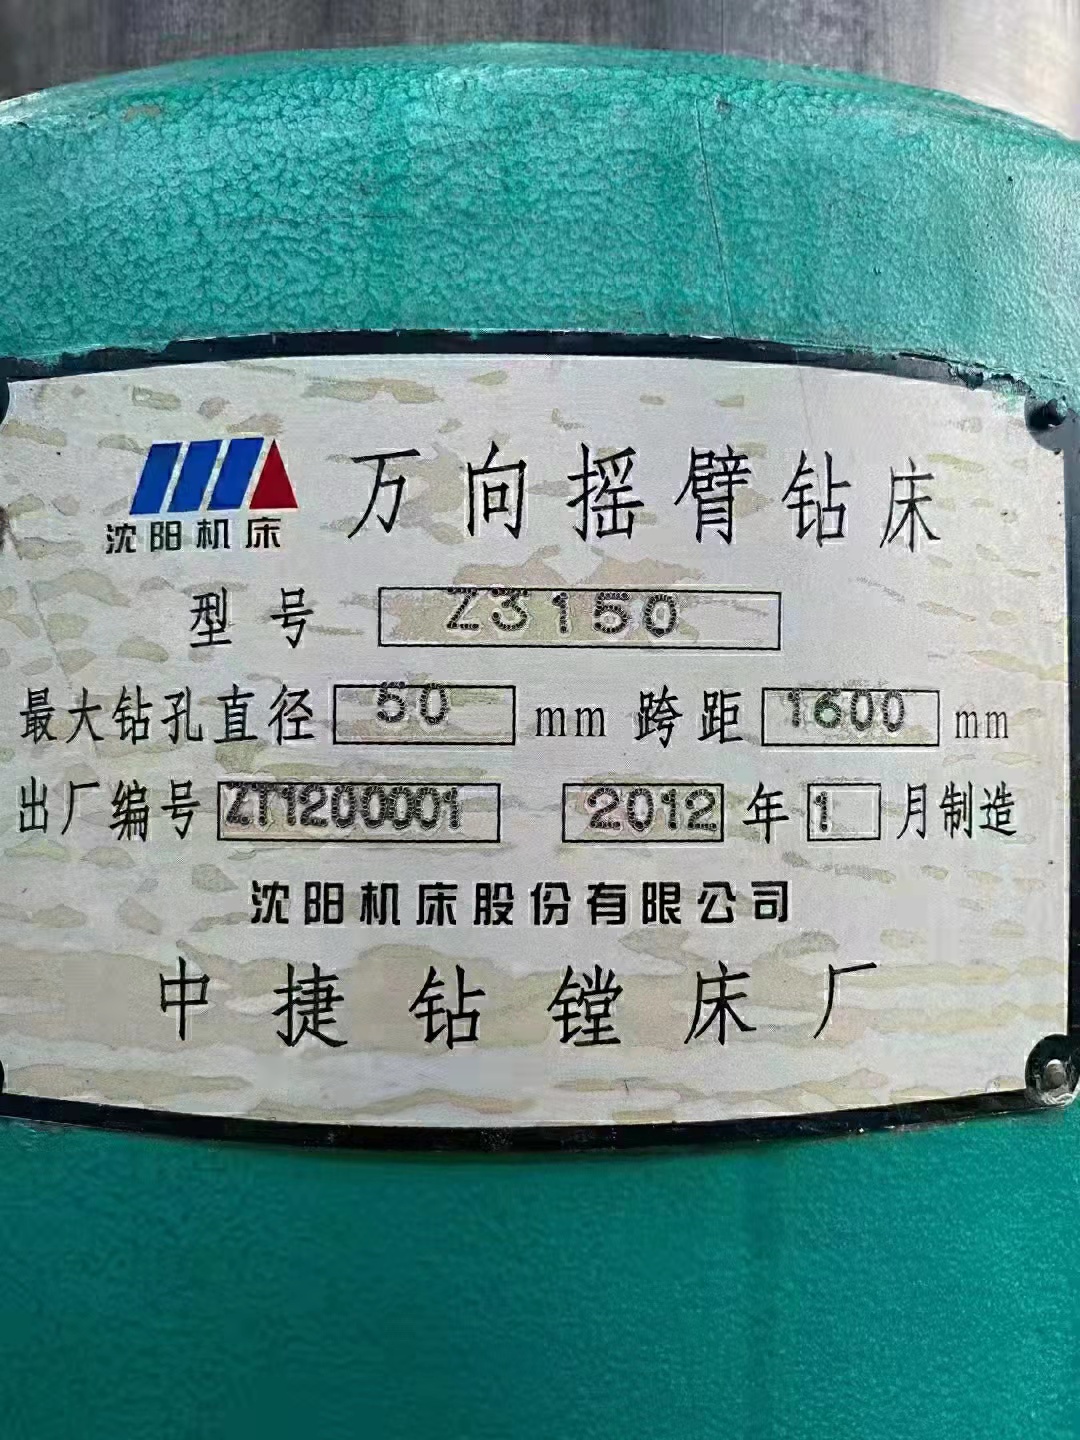 沈阳机床
万向摇臂钻床
型号 Z3150
最大钻孔直径 50 mm 跨距 1600 mm
出厂编号 ZT1200001 2012 年 1 月制造
沈阳机床股份有限公司
中捷钻镗床厂